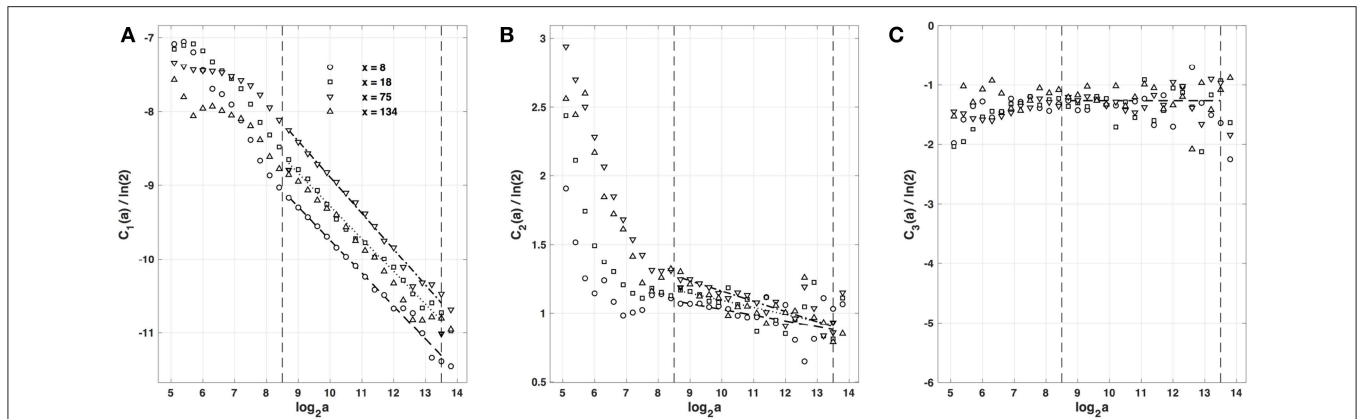 A
-7
-8
-9
-10
-11
C1(a) / ln(2)
5 6 7 8 9 10 11 12 13 14
log2a
x = 8
x = 18
x = 75
x = 134
B
3
2.5
2
1.5
1
0.5
C2(a) / ln(2)
5 6 7 8 9 10 11 12 13 14
log2a
C
0
-1
-2
-3
-4
-5
-6
C3(a) / ln(2)
5 6 7 8 9 10 11 12 13 14
log2a